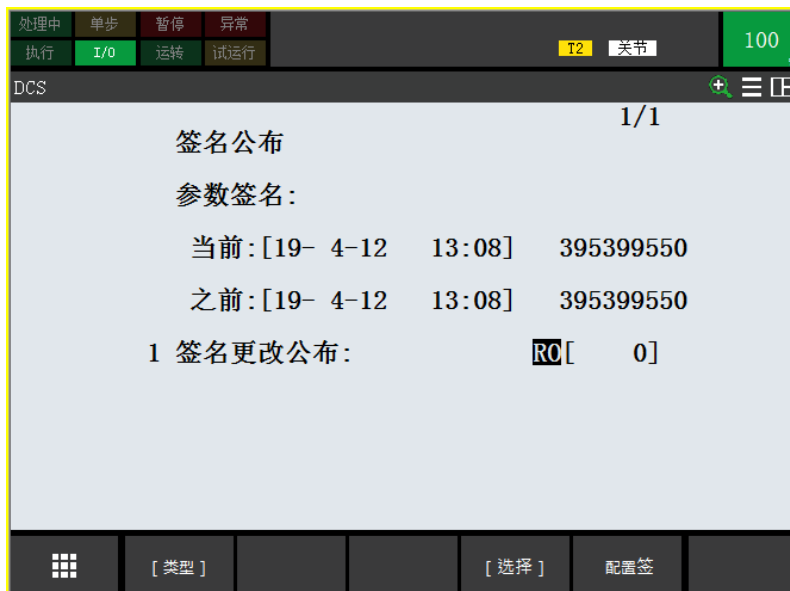 处理中 单步 暂停 异常
执行 I/O 运转 试运行 T2 关节 100
DCS
1/1
签名公布
参数签名:
当前:[19- 4-12 13:08] 395399550
之前:[19- 4-12 13:08] 395399550
1 签名更改公布: RO[ 0]
[ 类型 ] [ 选择 ] 配置签